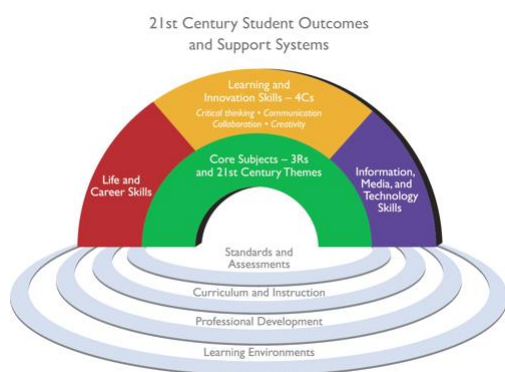 21st Century Student Outcomes
and Support Systems
Learning and
Innovation Skills – 4Cs
Critical thinking • Communication
Collaboration • Creativity
Core Subjects – 3Rs
and 21st Century Themes
Life and
Career Skills
Information,
Media, and
Technology
Skills
Standards and
Assessments
Curriculum and Instruction
Professional Development
Learning Environments